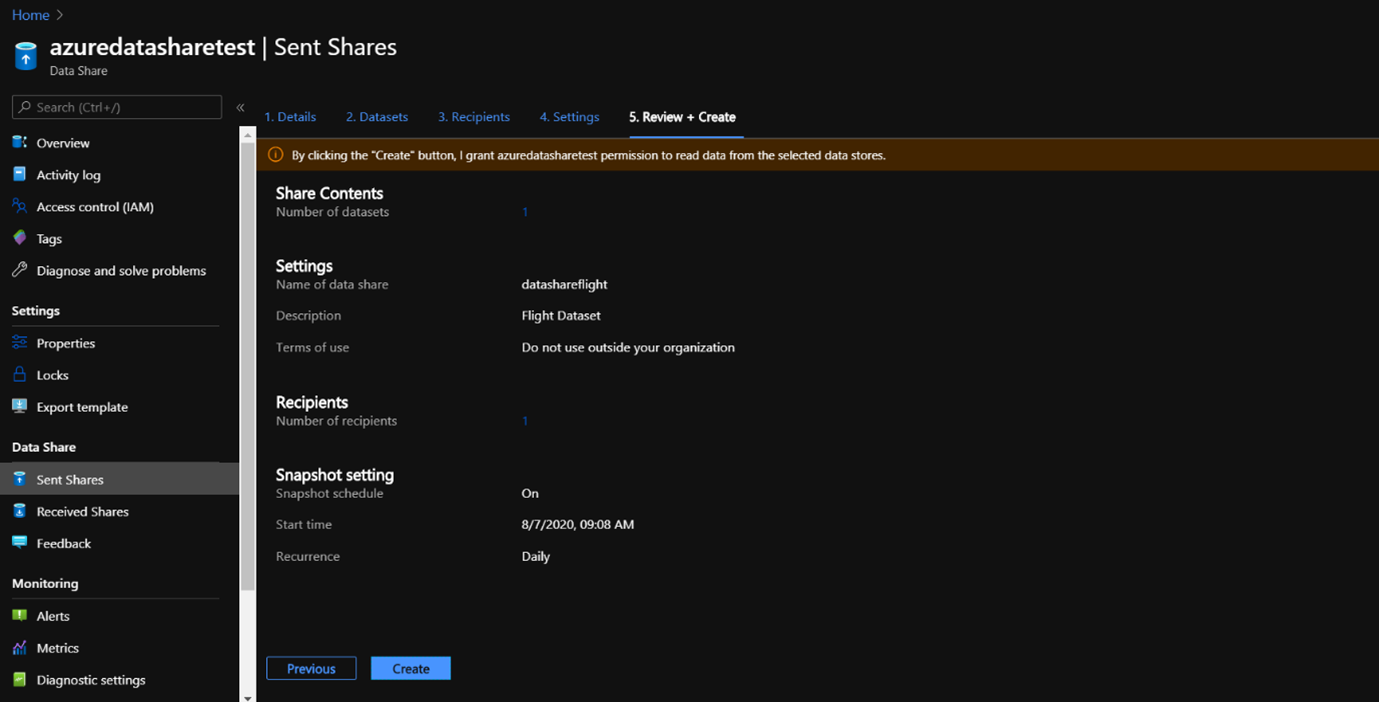 Home >
azuredatasharetest | Sent Shares
Data Share
Search (Ctrl+/)
«
Overview
Activity log
Access control (IAM)
Tags
Diagnose and solve problems
Settings
Properties
Locks
Export template
Data Share
Sent Shares
Received Shares
Feedback
Monitoring
Alerts
Metrics
Diagnostic settings
1. Details 2. Datasets 3. Recipients 4. Settings 5. Review + Create
By clicking the "Create" button, I grant azuredatasharetest permission to read data from the selected data stores.
Share Contents
Number of datasets 1
Settings
Name of data share datashareflight
Description Flight Dataset
Terms of use Do not use outside your organization
Recipients
Number of recipients 1
Snapshot setting
Snapshot schedule On
Start time 8/7/2020, 09:08 AM
Recurrence Daily
Previous Create